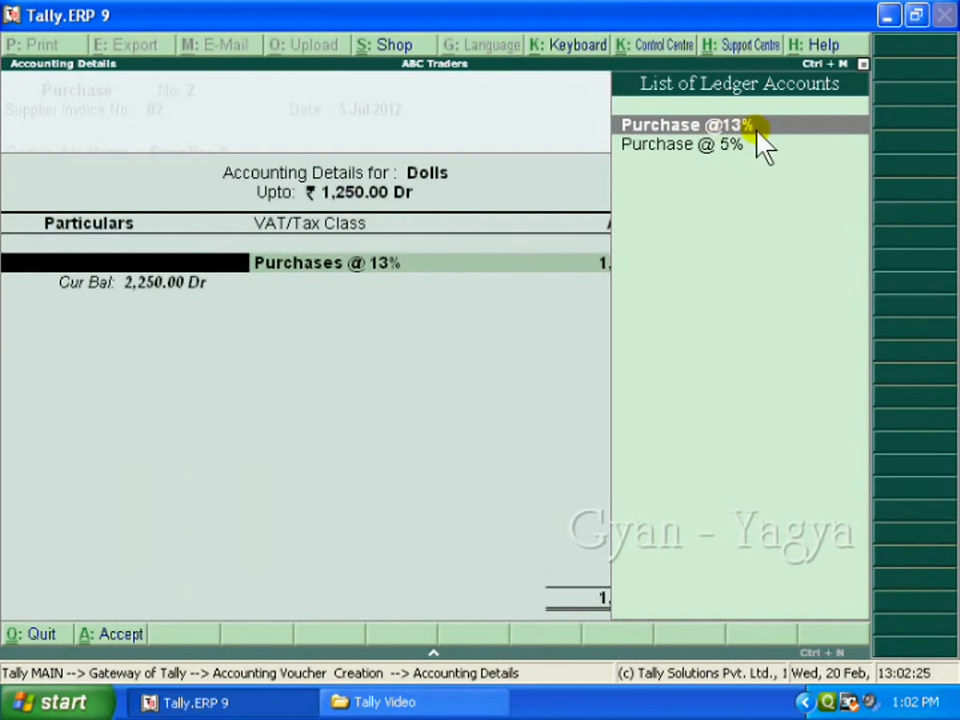 Tally.ERP 9
P: Print E: Export M: E-Mail O: Upload S: Shop G: Language K: Keyboard K: Control Centre H: Support Centre H: Help
Accounting Details ABC Traders Ctrl + M
Purchase No. 2
Supplier Invoice No. 02 Date 5-Jul-2012
List of Ledger Accounts
Purchase @13%
Purchase @ 5%
Accounting Details for : Dolls
Upto: ₹ 1,250.00 Dr
Particulars VAT/Tax Class
Purchases @ 13% 1,
Cur Bal: 2,250.00 Dr
Gyan - Yagya
1,
Q: Quit A: Accept
Ctrl + N
Tally MAIN --> Gateway of Tally --> Accounting Voucher Creation --> Accounting Details (c) Tally Solutions Pvt. Ltd., 1 Wed, 20 Feb, 13:02:25
start Tally.ERP 9 Tally Video 1:02 PM